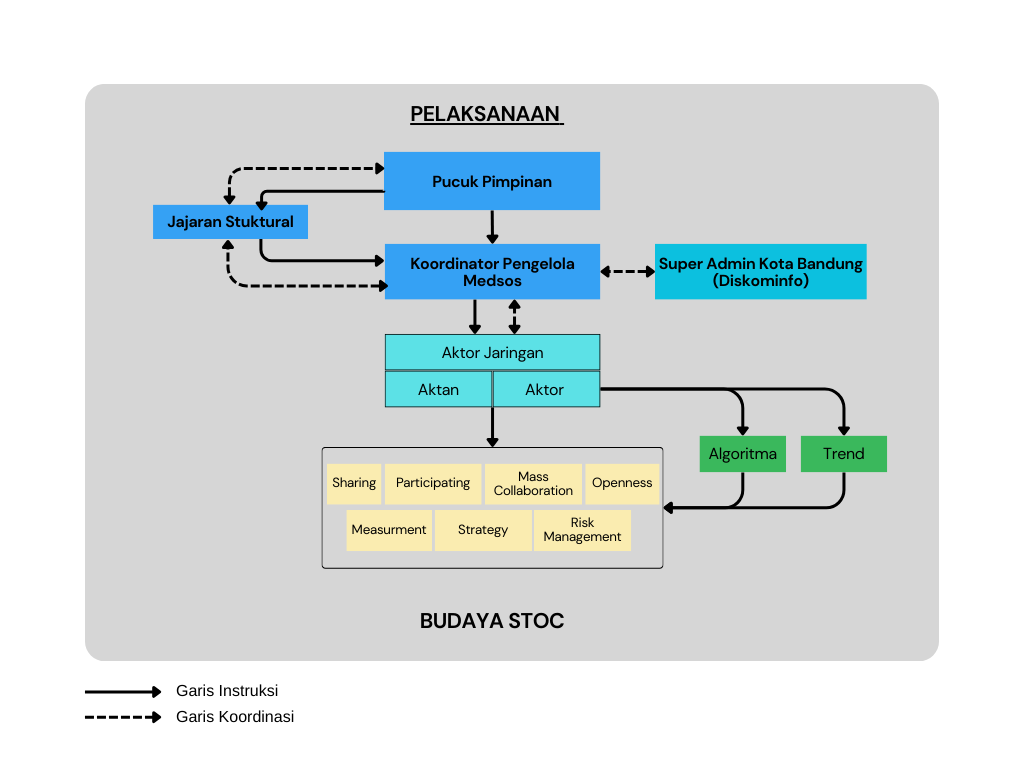 PELAKSANAAN
Pucuk Pimpinan
Jajaran Stuktural
Koordinator Pengelola
Medsos
Super Admin Kota Bandung
(Diskominfo)
Aktor Jaringan
Aktan
Aktor
Algoritma
Trend
Sharing
Participating
Mass
Collaboration
Openness
Measurment
Strategy
Risk
Management
BUDAYA STOC
Garis Instruksi
Garis Koordinasi